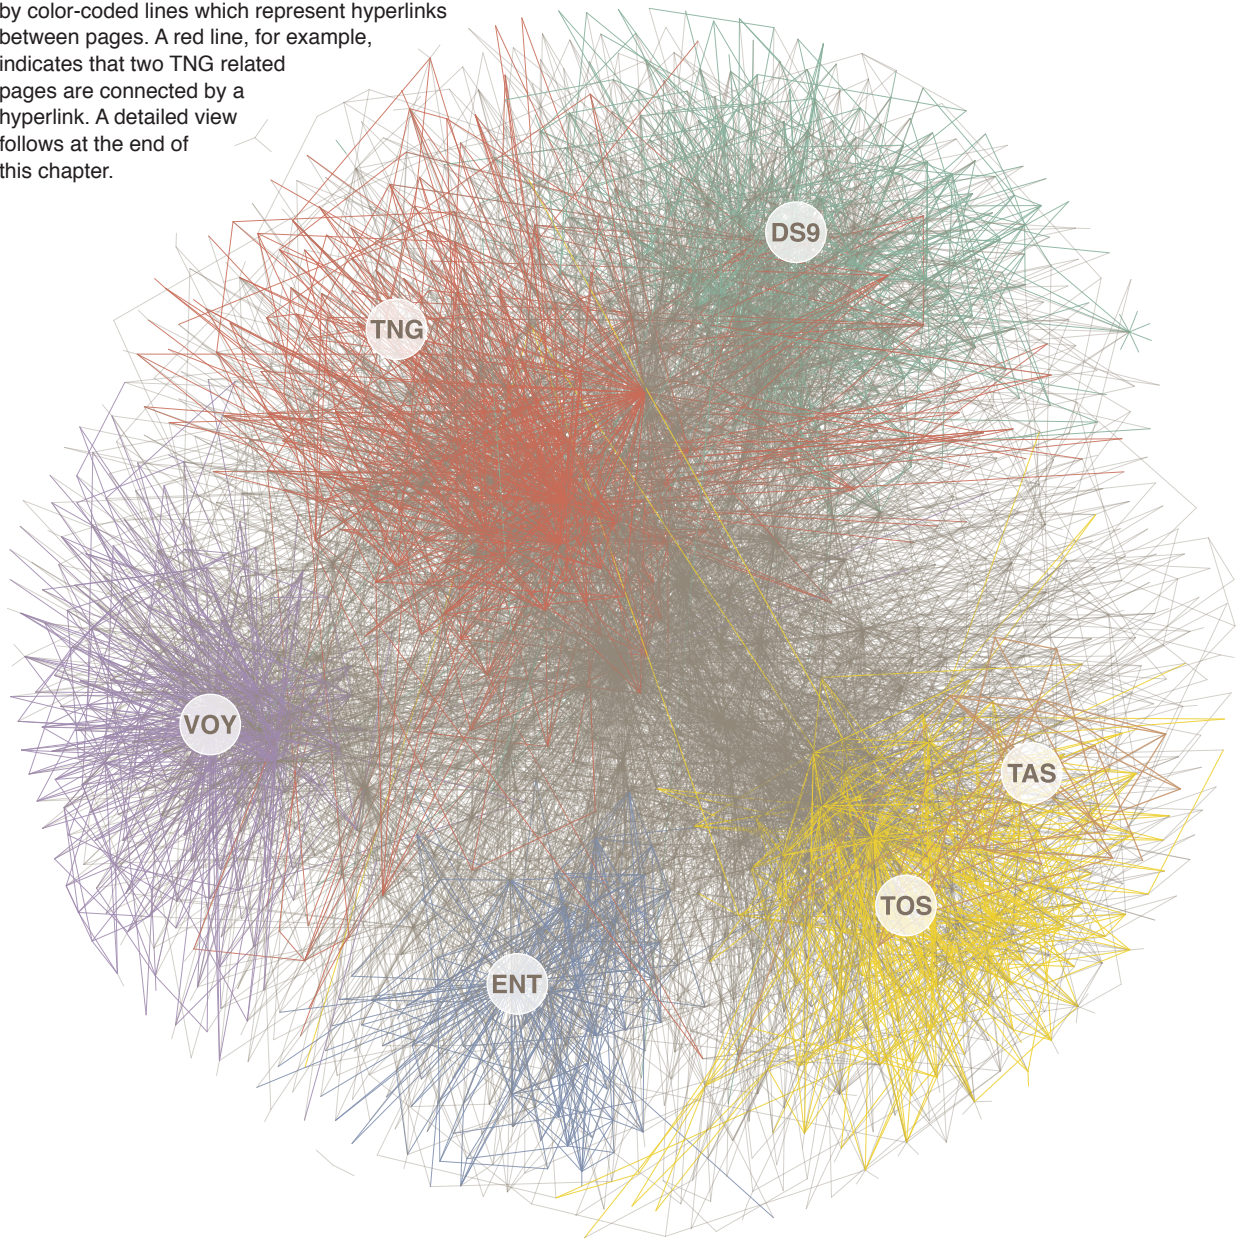 by color-coded lines which represent hyperlinks
between pages. A red line, for example,
indicates that two TNG related
pages are connected by a
hyperlink. A detailed view
follows at the end of
this chapter.
DS9
TNG
VOY
TAS
TOS
ENT